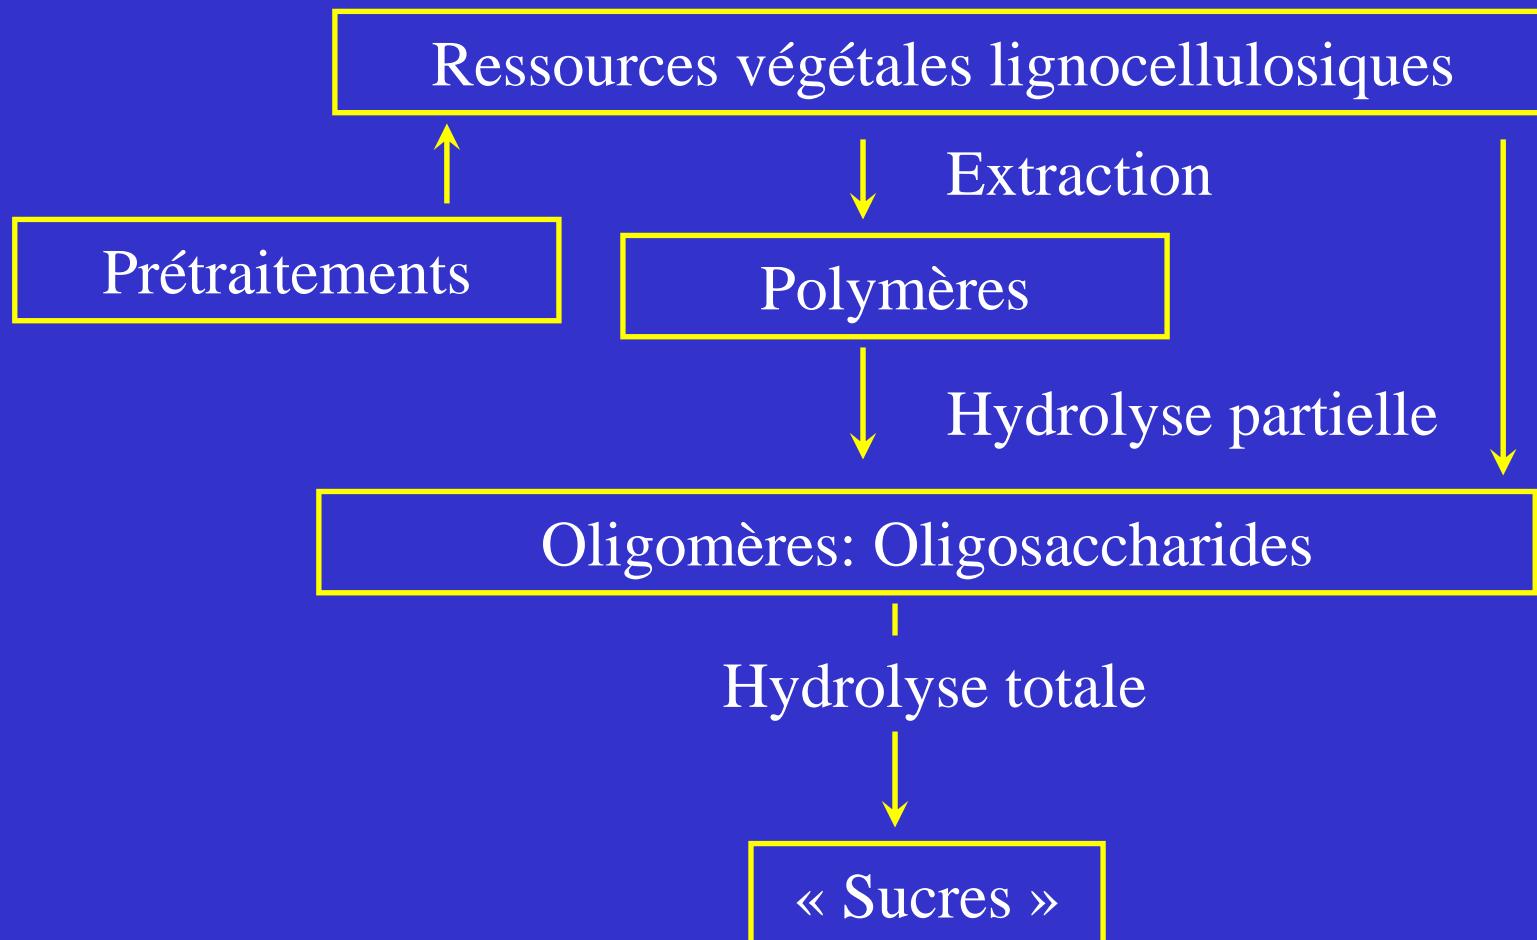 Ressources végétales lignocellulosiques
Extraction
Prétraitements
Polymères
Hydrolyse partielle
Oligomères: Oligosaccharides
Hydrolyse totale
« Sucres »